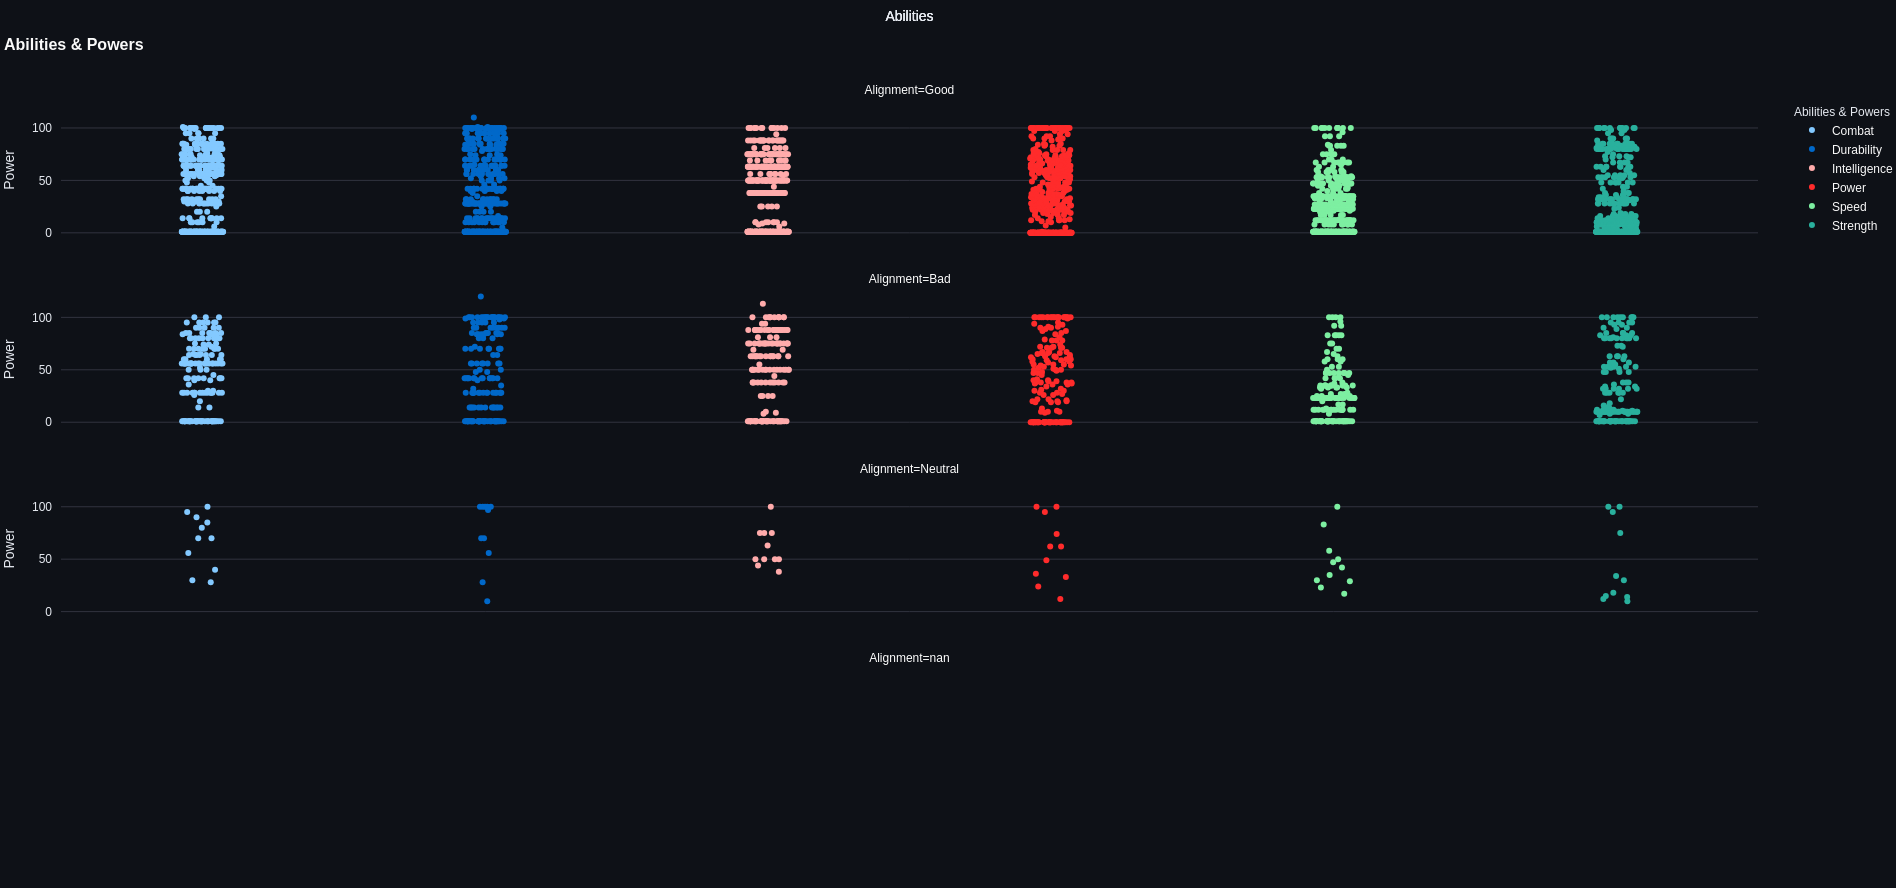 Abilities
Abilities & Powers
Alignment=Good
Power
100
50
0
Abilities & Powers
Combat
Durability
Intelligence
Power
Speed
Strength
Alignment=Bad
Power
100
50
0
Alignment=Neutral
Power
100
50
0
Alignment=nan